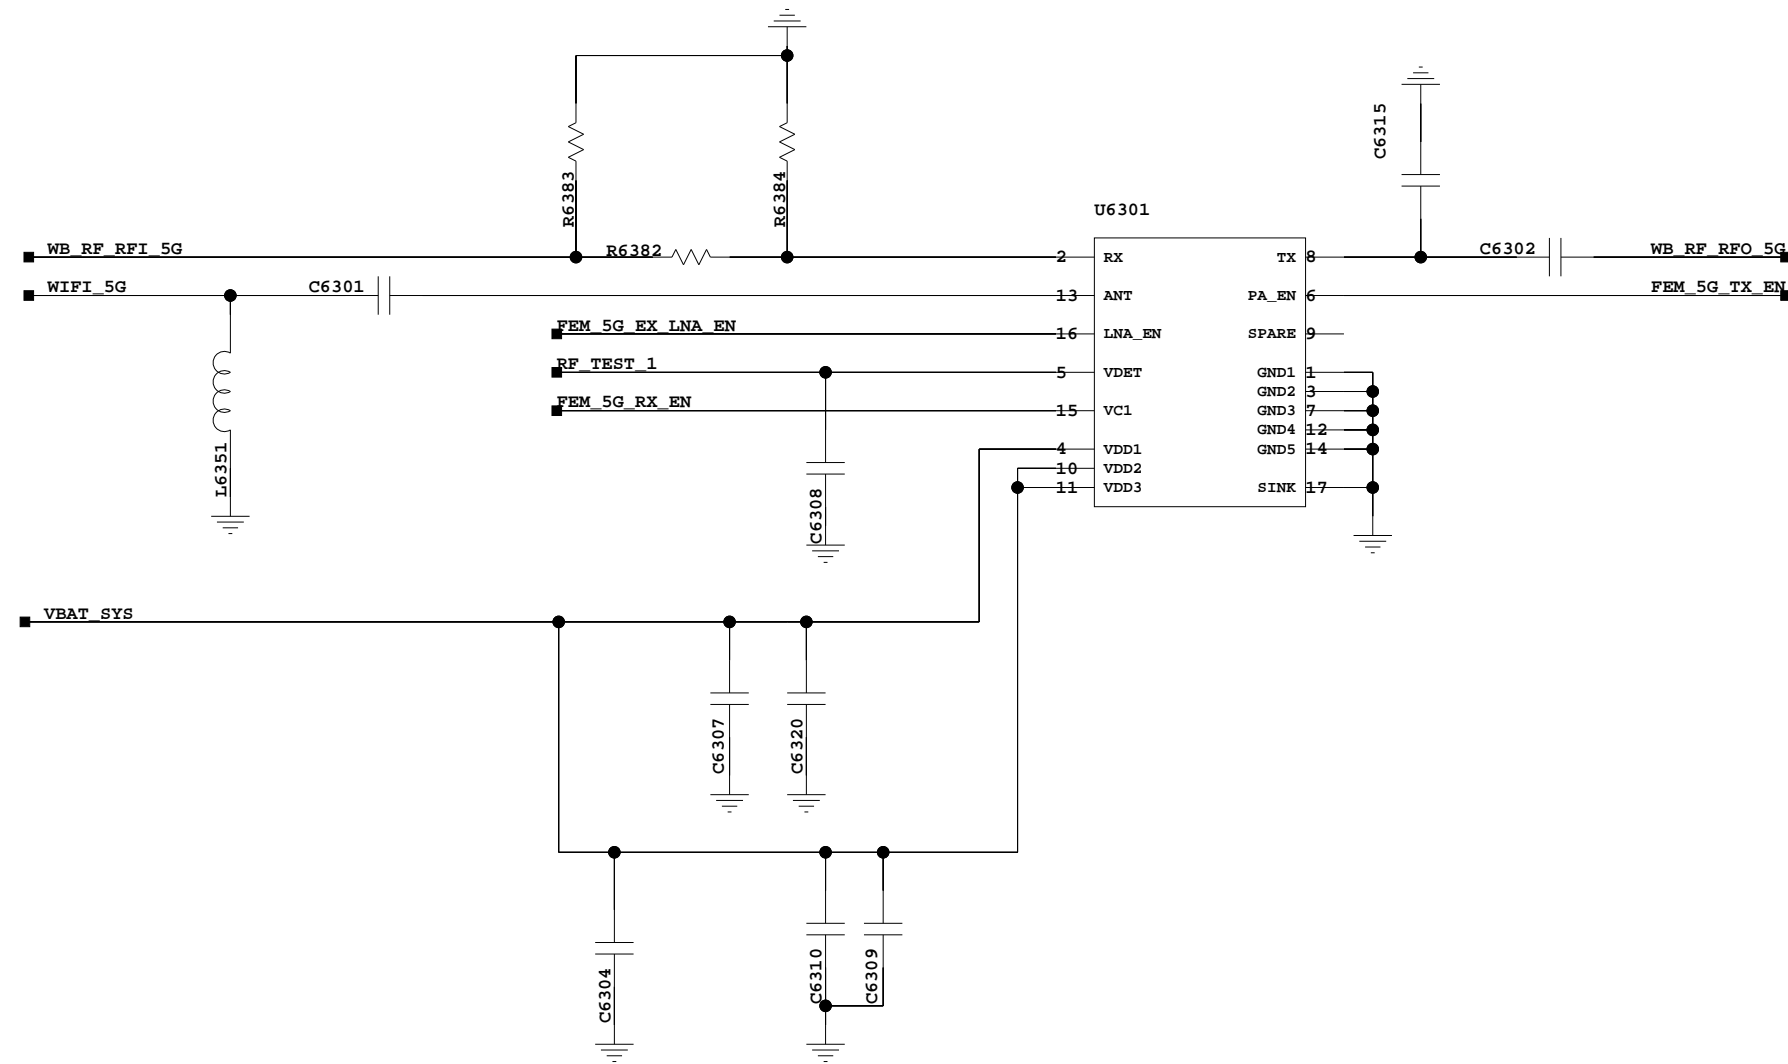 C6315
R6383
R6384
U6301
WB_RF_RFI_5G
R6382
2
RX
TX
8
C6302
WB_RF_RFO_5G
WIFI_5G
C6301
13
ANT
PA_EN
6
FEM_5G_TX_EN
FEM_5G_EX_LNA_EN
16
LNA_EN
SPARE
9
RF_TEST_1
5
VDET
GND1
1
GND2
3
FEM_5G_RX_EN
15
VC1
GND3
7
GND4
12
4
VDD1
GND5
14
10
VDD2
11
VDD3
SINK
17
L6351
C6308
VBAT_SYS
C6307
C6320
C6304
C6310
C6309